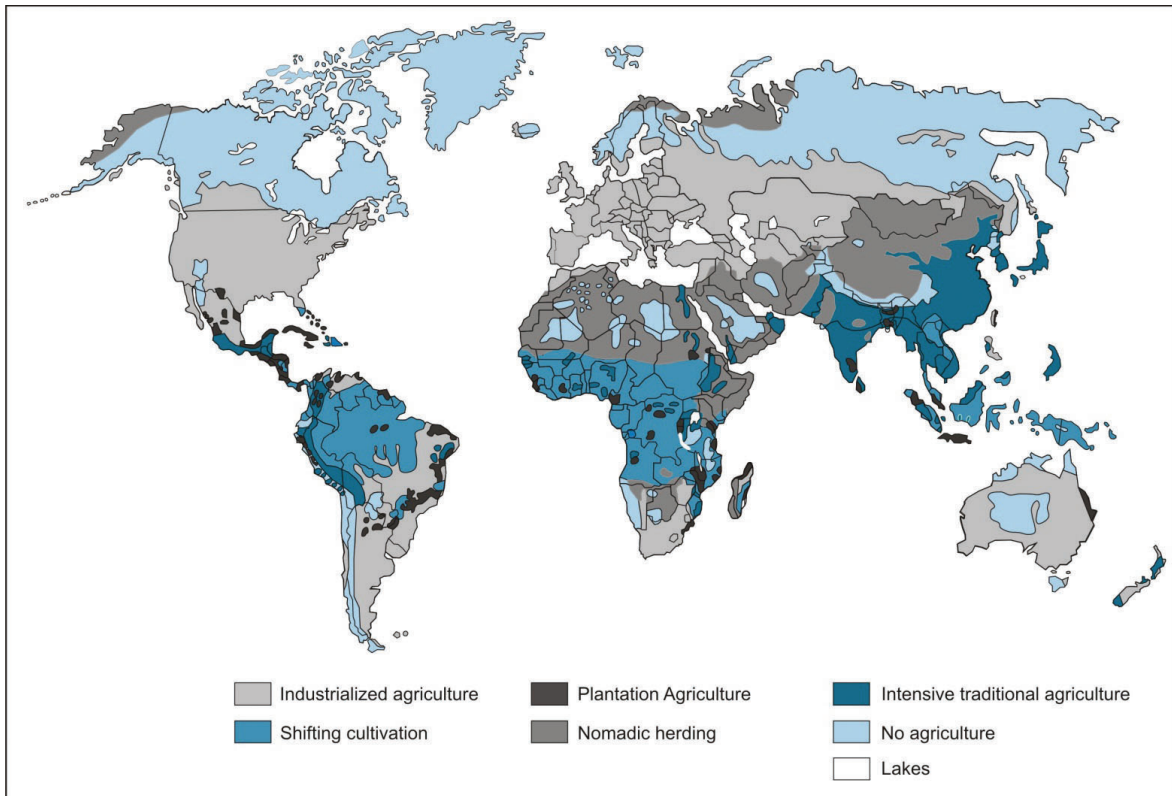 Industrialized agriculture
Plantation Agriculture
Intensive traditional agriculture
Shifting cultivation
Nomadic herding
No agriculture
Lakes